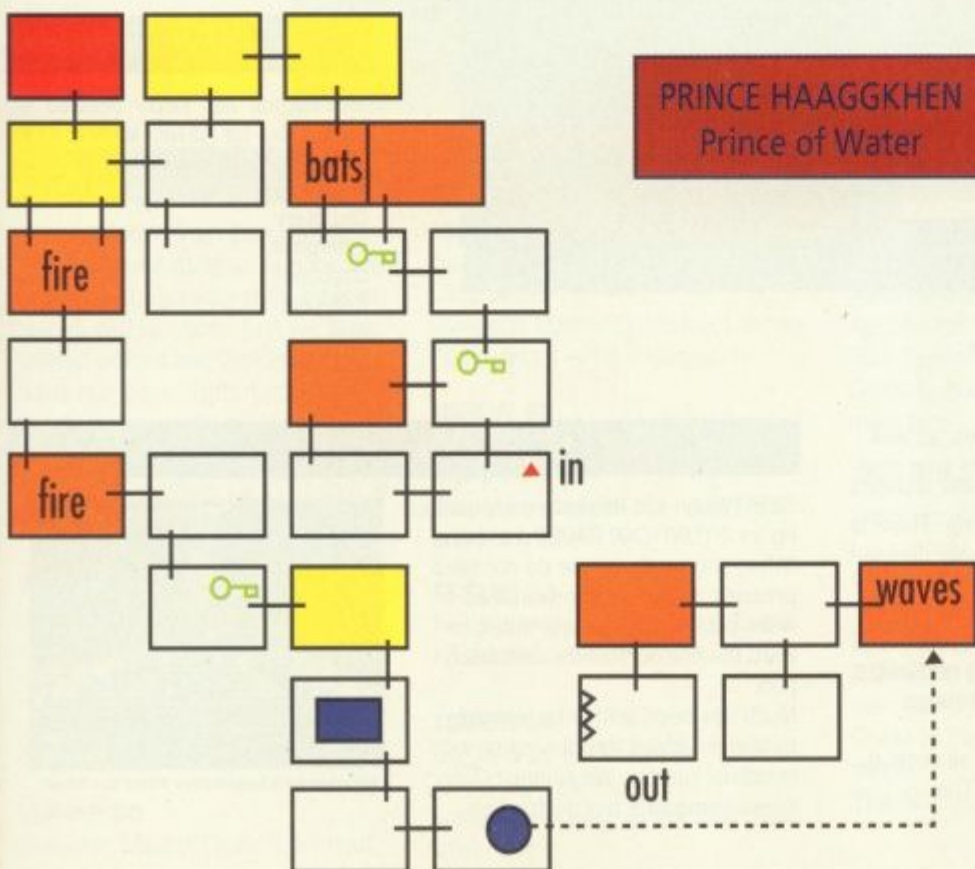 PRINCE HAAGGKHEN
Prince of Water
bats
fire
in
fire
waves
out